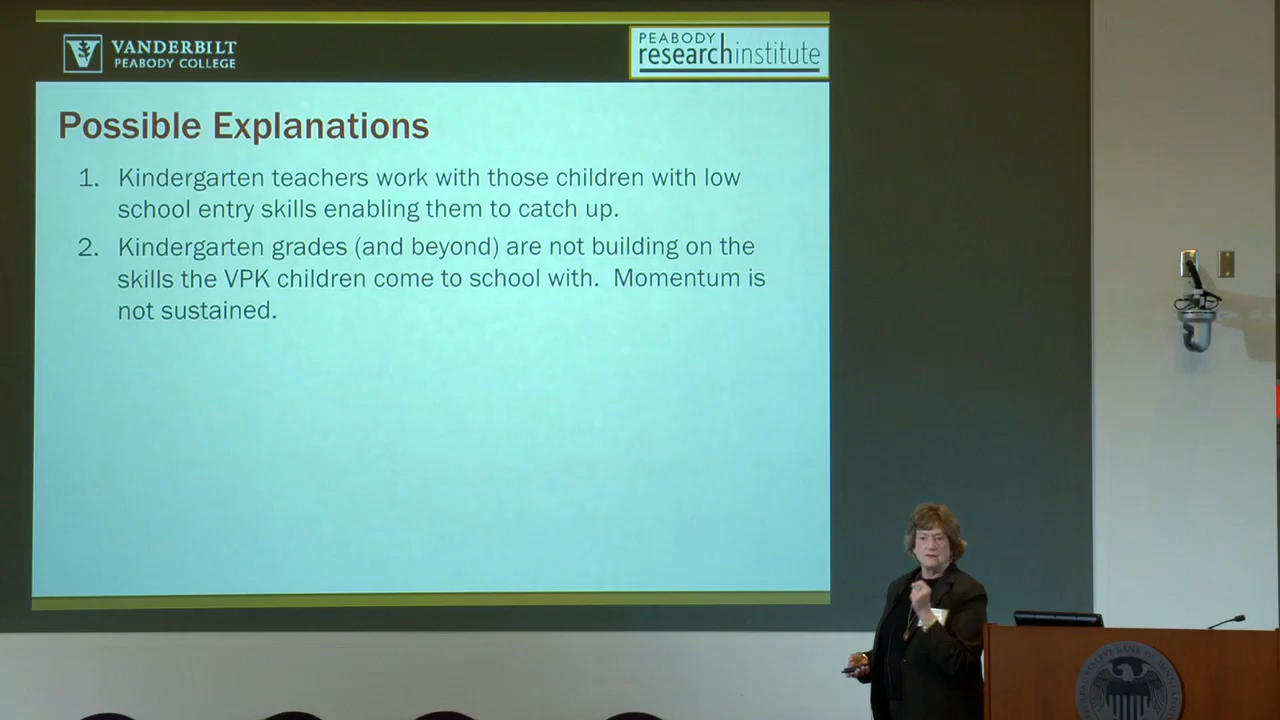 VANDERBILT
PEABODY COLLEGE
PEABODY
researchinstitute
Possible Explanations
1. Kindergarten teachers work with those children with low
school entry skills enabling them to catch up.
2. Kindergarten grades (and beyond) are not building on the
skills the VPK children come to school with. Momentum is
not sustained.